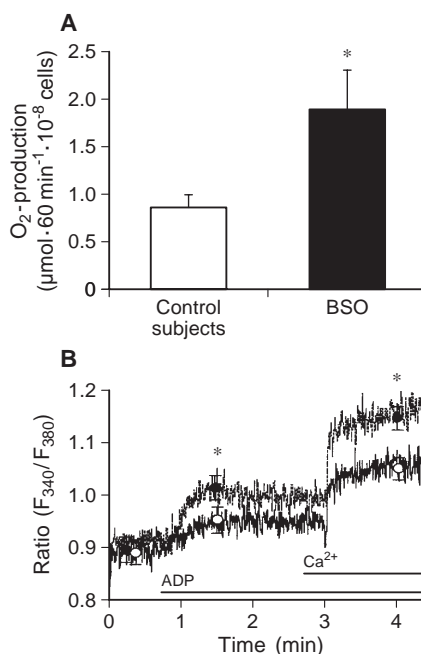 A
O2-production
(µmol·60 min-1·10-8 cells)
2.5
2.0
1.5
1.0
0.5
0
*
Control
subjects
BSO
B
Ratio (F340/F380)
1.2
1.1
1.0
0.9
0.8
*
*
Ca2+
ADP
0
1
2
3
4
Time (min)